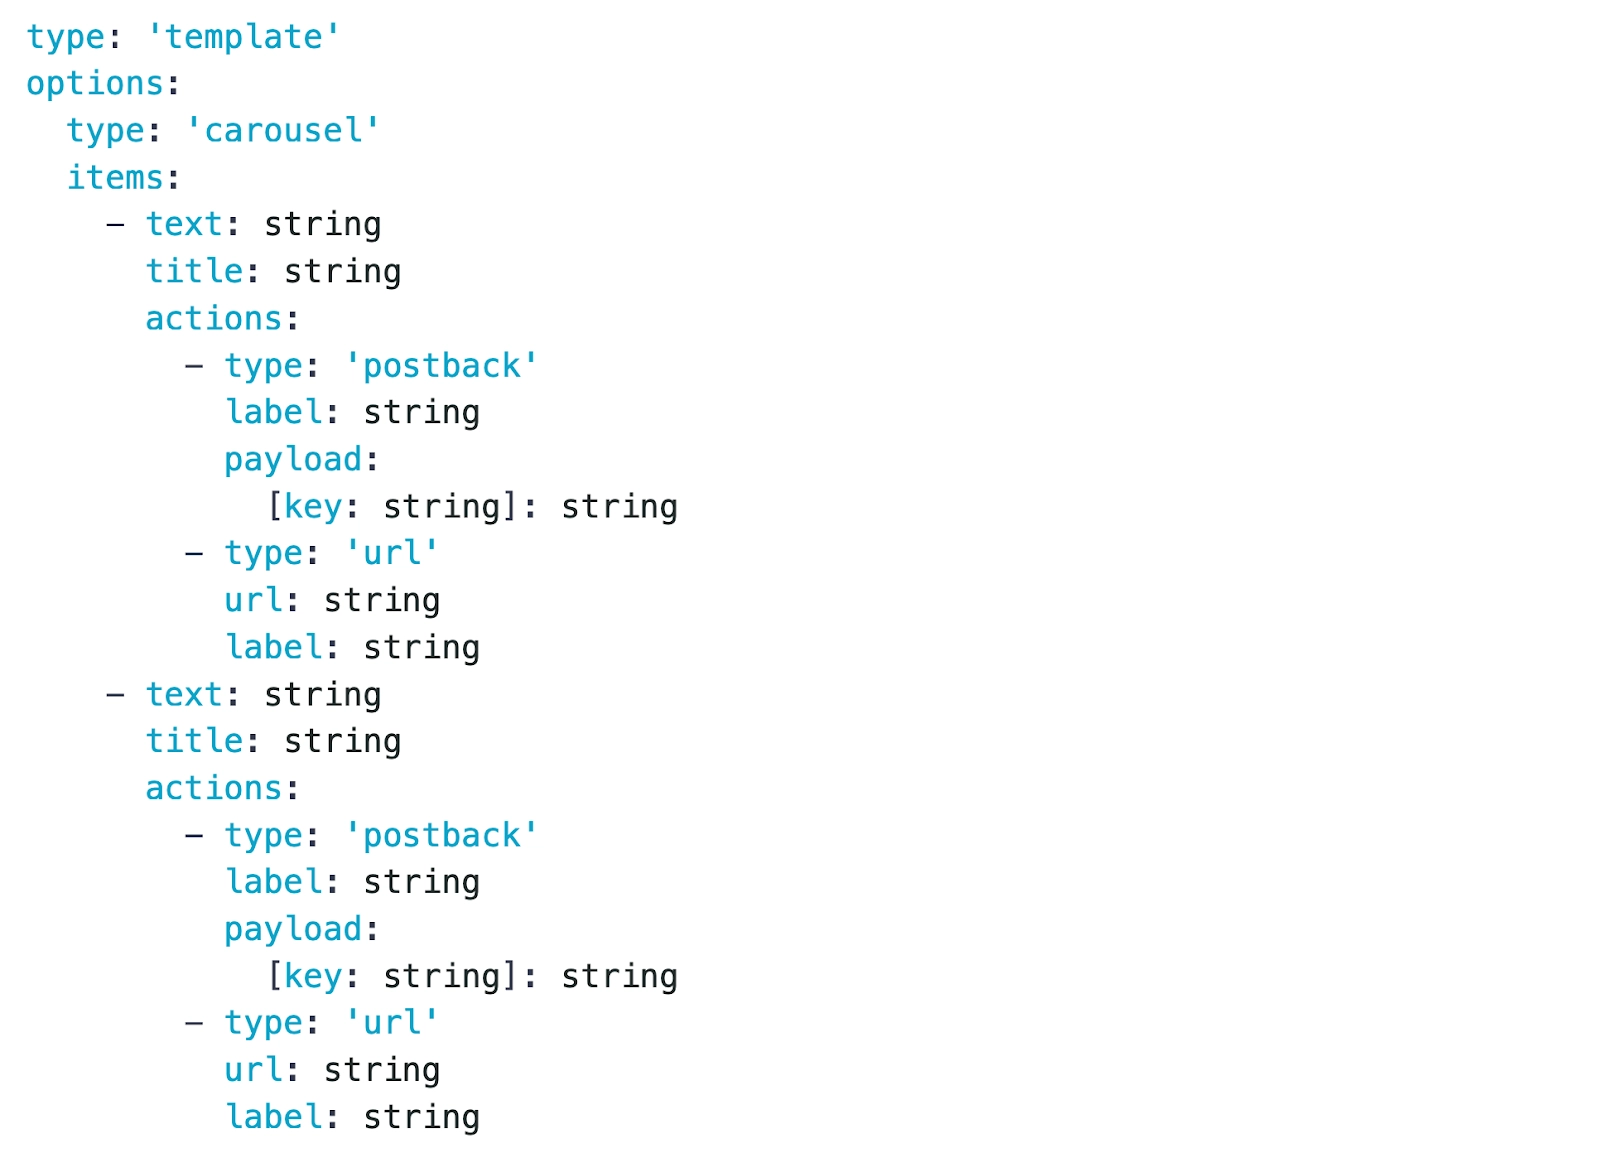 type: 'template'
options:
  type: 'carousel'
  items:
    – text: string
      title: string
      actions:
        – type: 'postback'
          label: string
          payload:
            [key: string]: string
        – type: 'url'
          url: string
          label: string
    – text: string
      title: string
      actions:
        – type: 'postback'
          label: string
          payload:
            [key: string]: string
        – type: 'url'
          url: string
          label: string